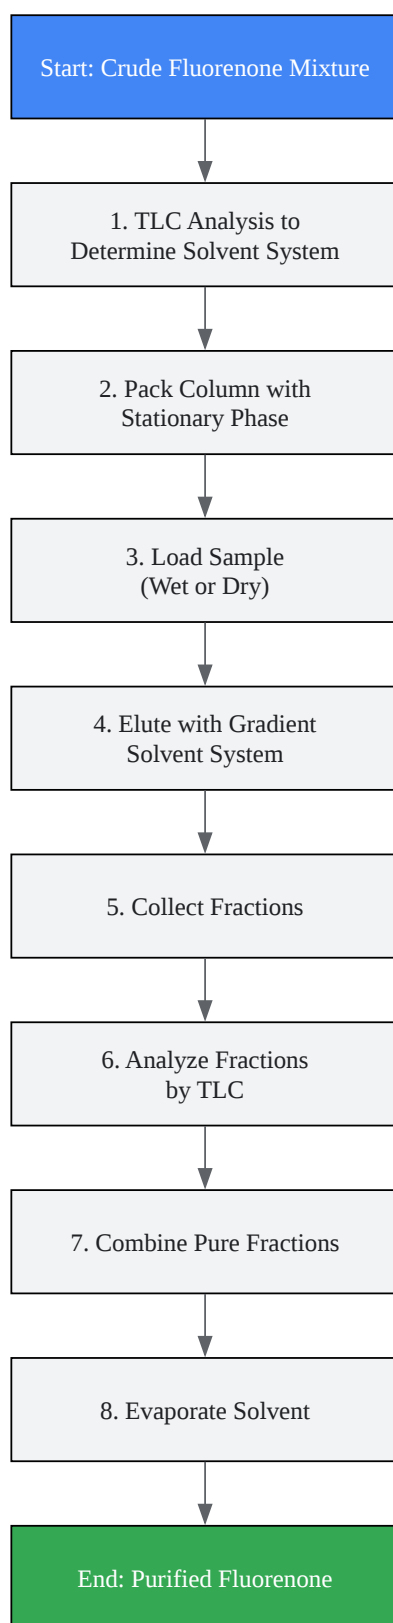 Start: Crude Fluorenone Mixture
1. TLC Analysis to
Determine Solvent System
2. Pack Column with
Stationary Phase
3. Load Sample
(Wet or Dry)
4. Elute with Gradient
Solvent System
5. Collect Fractions
6. Analyze Fractions
by TLC
7. Combine Pure Fractions
8. Evaporate Solvent
End: Purified Fluorenone